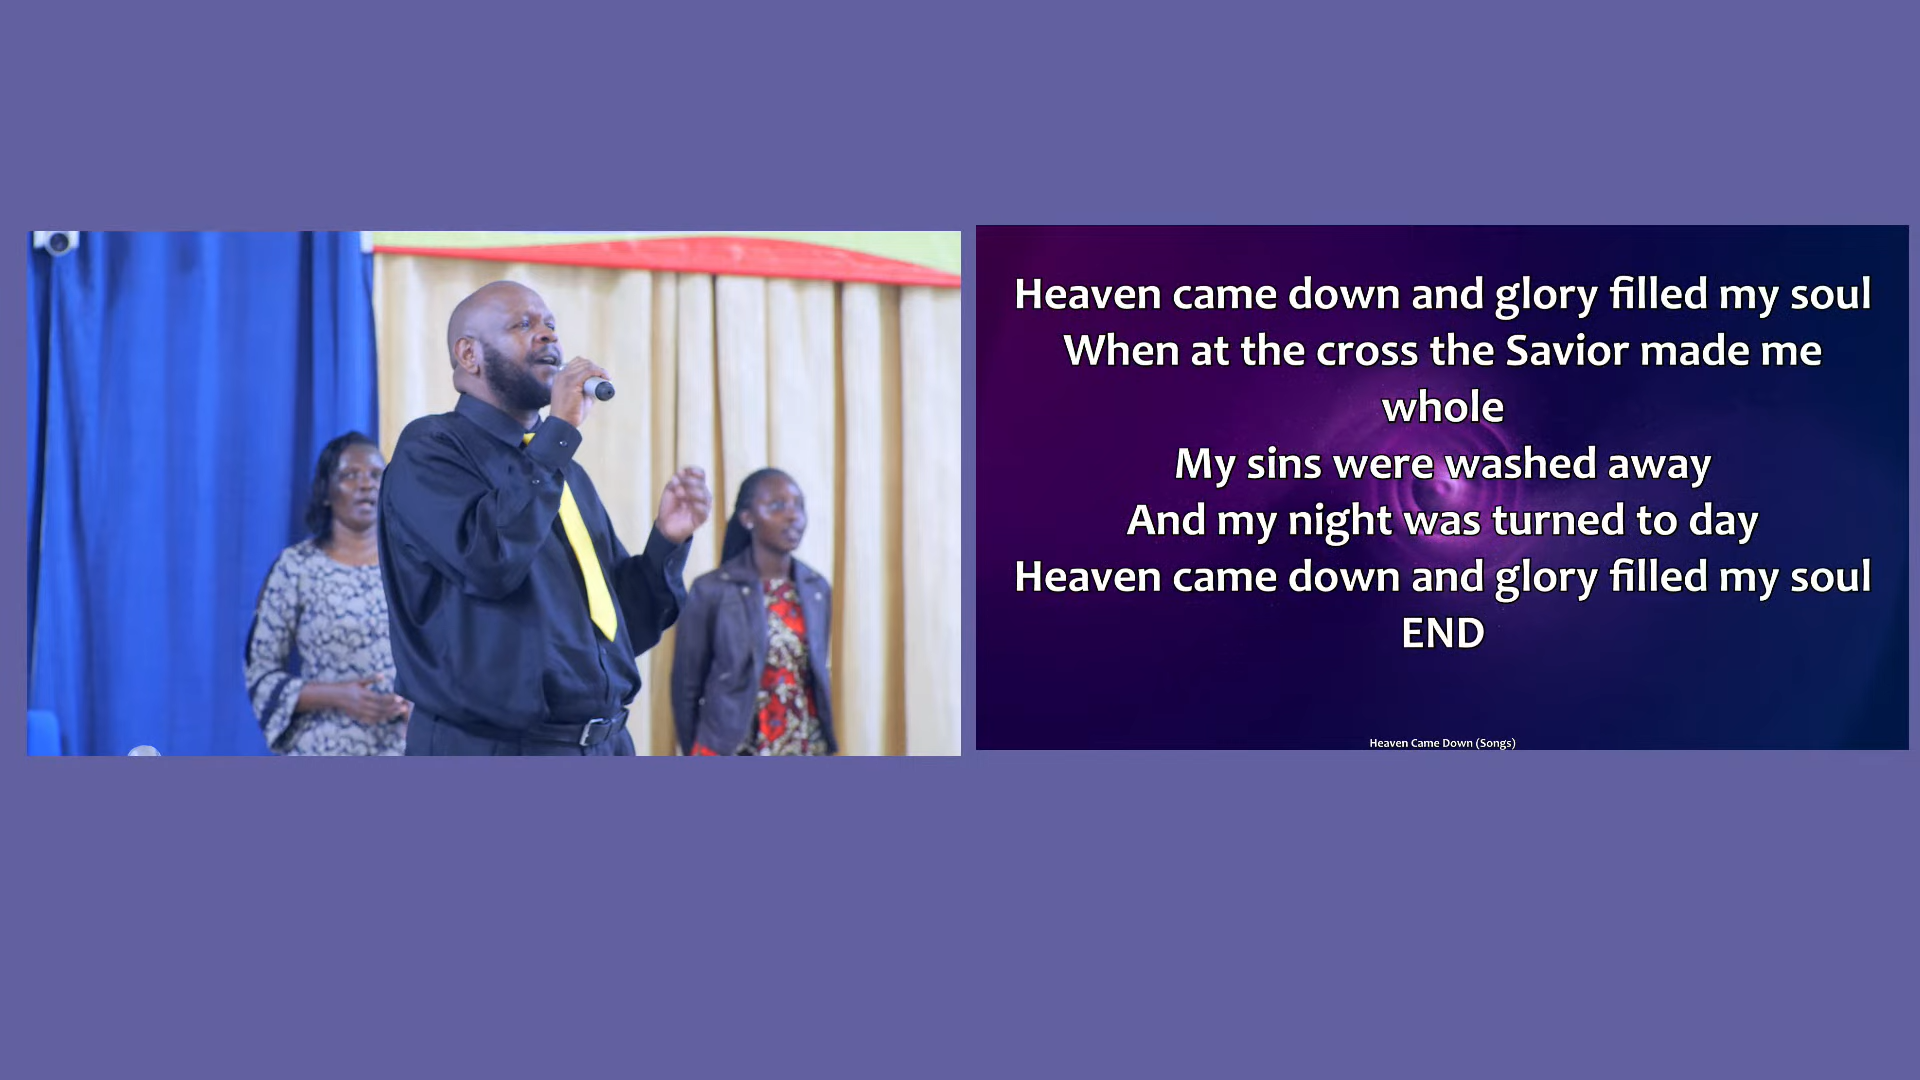 Heaven came down and glory filled my soul
When at the cross the Savior made me
whole
My sins were washed away
And my night was turned to day
Heaven came down and glory filled my soul
END
Heaven Came Down (Songs)